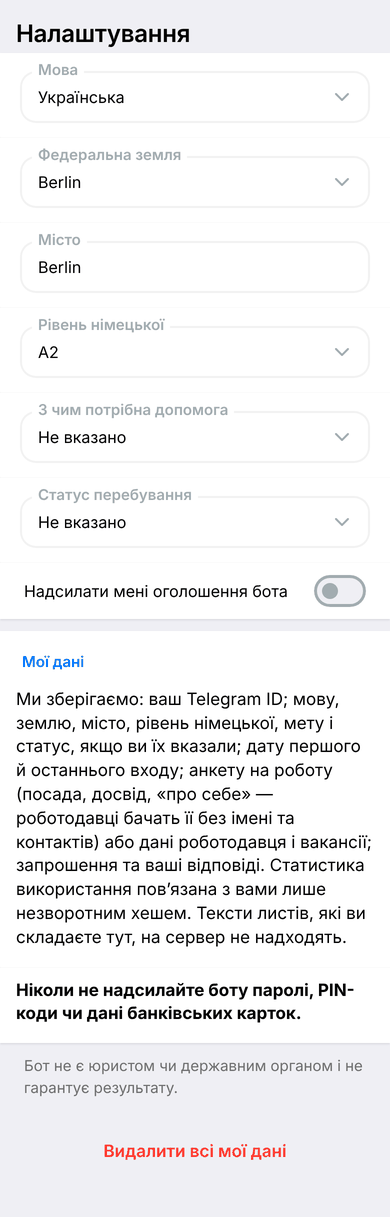 Налаштування
Мова
Українська
Федеральна земля
Berlin
Місто
Berlin
Рівень німецької
A2
З чим потрібна допомога
Не вказано
Статус перебування
Не вказано
Надсилати мені оголошення бота
Мої дані
Ми зберігаємо: ваш Telegram ID; мову,
землю, місто, рівень німецької, мету і
статус, якщо ви їх вказали; дату першого
й останнього входу; анкету на роботу
(посада, досвід, «про себе» —
роботодавці бачать її без імені та
контактів) або дані роботодавця і вакансії;
запрошення та ваші відповіді. Статистика
використання пов’язана з вами лише
незворотним хешем. Тексти листів, які ви
складаєте тут, на сервер не надходять.
Ніколи не надсилайте боту паролі, PIN-
коди чи дані банківських карток.
Бот не є юристом чи державним органом і не
гарантує результату.
Видалити всі мої дані